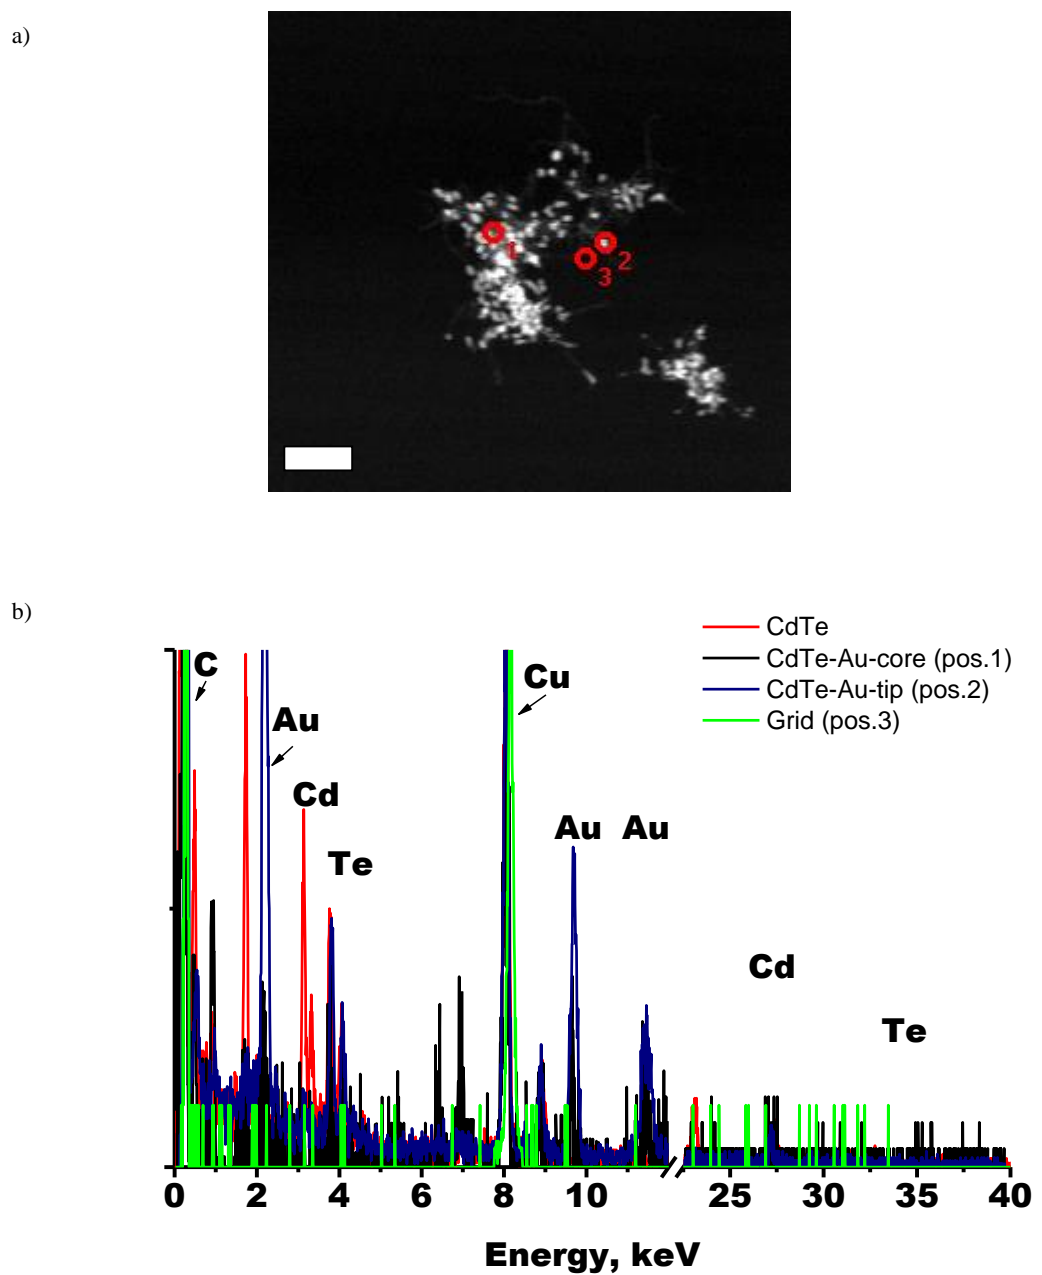 a)
1
2
3
b)
CdTe
CdTe-Au-core (pos.1)
CdTe-Au-tip (pos.2)
Grid (pos.3)
C
Cu
Au
Cd
Au Au
Te
Cd
Te
0 2 4 6 8 10 25 30 35 40
Energy, keV